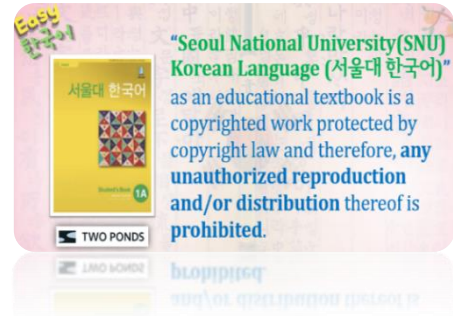 Easy
한국어
서울대 한국어
Student's Book 1A
TWO PONDS
“Seoul National University(SNU)
Korean Language (서울대 한국어)”
as an educational textbook is a
copyrighted work protected by
copyright law and therefore, any
unauthorized reproduction
and/or distribution thereof is
prohibited.